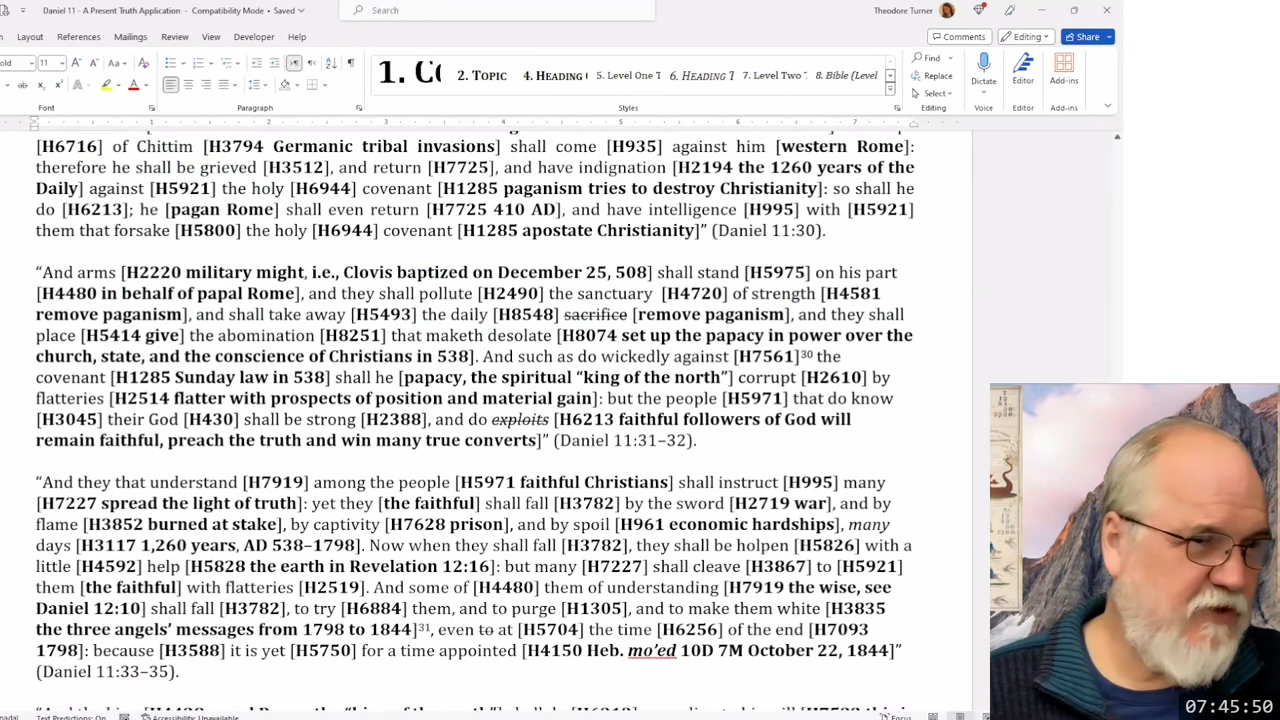 Daniel 11 - A Present Truth Application - Compatibility Mode • Saved
Search
Theodore Turner
Layout References Mailings Review View Developer Help
Comments Editing Share
11 Aa
1. Co 2. Topic 4. Heading 5. Level One T 6. Heading T 7. Level Two 8. Bible (Level
Find
Replace
Select
Dictate Editor Add-ins
Font Paragraph Styles Editing Voice Editor Add-ins
1 2 3 4 5 6 7
[H6716] of Chittim [H3794 Germanic tribal invasions] shall come [H935] against him [western Rome]:
therefore he shall be grieved [H3512], and return [H7725], and have indignation [H2194 the 1260 years of the
Daily] against [H5921] the holy [H6944] covenant [H1285 paganism tries to destroy Christianity]: so shall he
do [H6213]; he [pagan Rome] shall even return [H7725 410 AD], and have intelligence [H995] with [H5921]
them that forsake [H5800] the holy [H6944] covenant [H1285 apostate Christianity]” (Daniel 11:30).
“And arms [H2220 military might, i.e., Clovis baptized on December 25, 508] shall stand [H5975] on his part
[H4480 in behalf of papal Rome], and they shall pollute [H2490] the sanctuary [H4720] of strength [H4581
remove paganism], and shall take away [H5493] the daily [H8548] sacrifice [remove paganism], and they shall
place [H5414 give] the abomination [H8251] that maketh desolate [H8074 set up the papacy in power over the
church, state, and the conscience of Christians in 538]. And such as do wickedly against [H7561]30 the
covenant [H1285 Sunday law in 538] shall he [papacy, the spiritual “king of the north”] corrupt [H2610] by
flatteries [H2514 flatter with prospects of position and material gain]: but the people [H5971] that do know
[H3045] their God [H430] shall be strong [H2388], and do exploits [H6213 faithful followers of God will
remain faithful, preach the truth and win many true converts]” (Daniel 11:31–32).
“And they that understand [H7919] among the people [H5971 faithful Christians] shall instruct [H995] many
[H7227 spread the light of truth]: yet they [the faithful] shall fall [H3782] by the sword [H2719 war], and by
flame [H3852 burned at stake], by captivity [H7628 prison], and by spoil [H961 economic hardships], many
days [H3117 1,260 years, AD 538–1798]. Now when they shall fall [H3782], they shall be holpen [H5826] with a
little [H4592] help [H5828 the earth in Revelation 12:16]: but many [H7227] shall cleave [H3867] to [H5921]
them [the faithful] with flatteries [H2519]. And some of [H4480] them of understanding [H7919 the wise, see
Daniel 12:10] shall fall [H3782], to try [H6884] them, and to purge [H1305], and to make them white [H3835
the three angels’ messages from 1798 to 1844]31, even to at [H5704] the time [H6256] of the end [H7093
1798]: because [H3588] it is yet [H5750] for a time appointed [H4150 Heb. mo’ed 10D 7M October 22, 1844]”
(Daniel 11:33–35).
Text Predictions: On Accessibility: Unavailable Focus
07:45:50